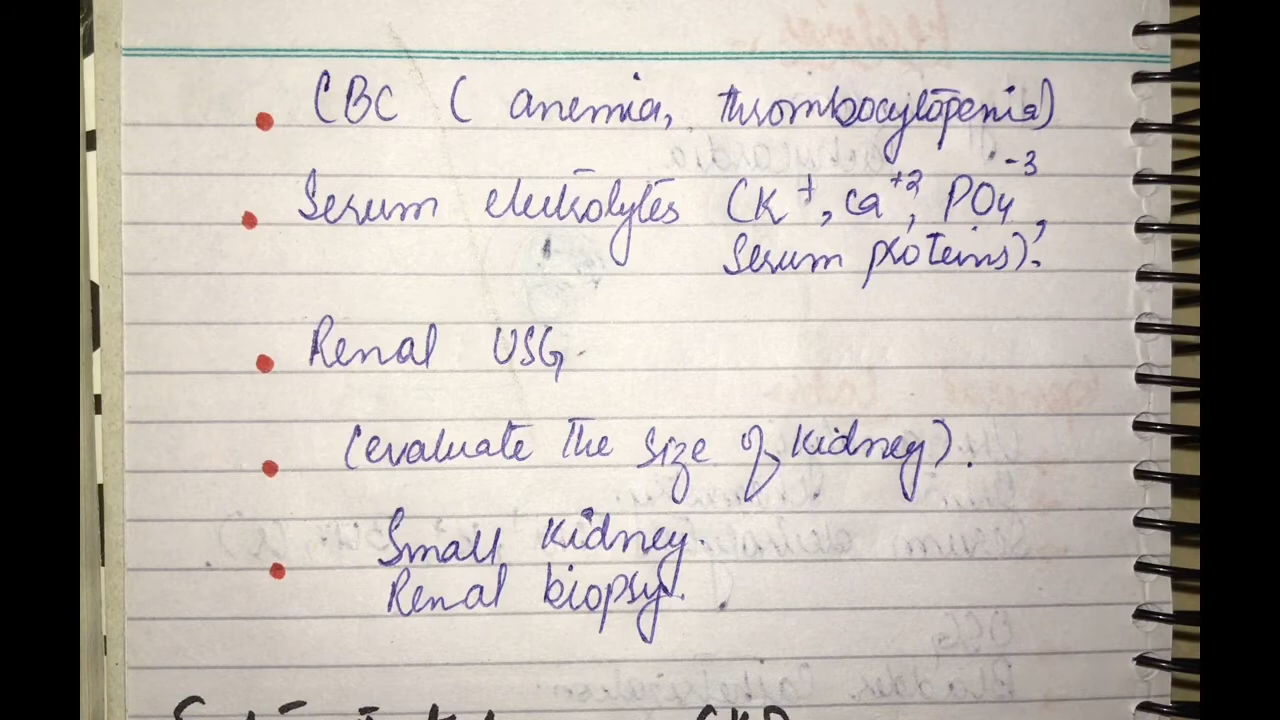 CBC ( anemia, thrombocytopenia)
Serum electrolytes (K+, ca+2, PO4-3,
Serum proteins).
Renal USG.
(evaluate the size of kidney).
Small kidney.
Renal biopsy.
CKD